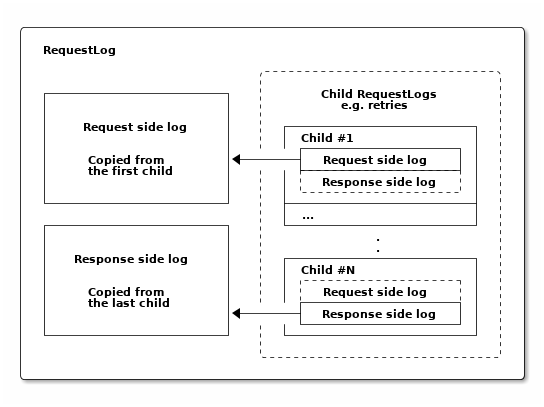 RequestLog
Request side log
Copied from
the first child
Response side log
Copied from
the last child
Child RequestLogs
e.g. retries
Child #1
Request side log
Response side log
...
:
Child #N
Request side log
Response side log